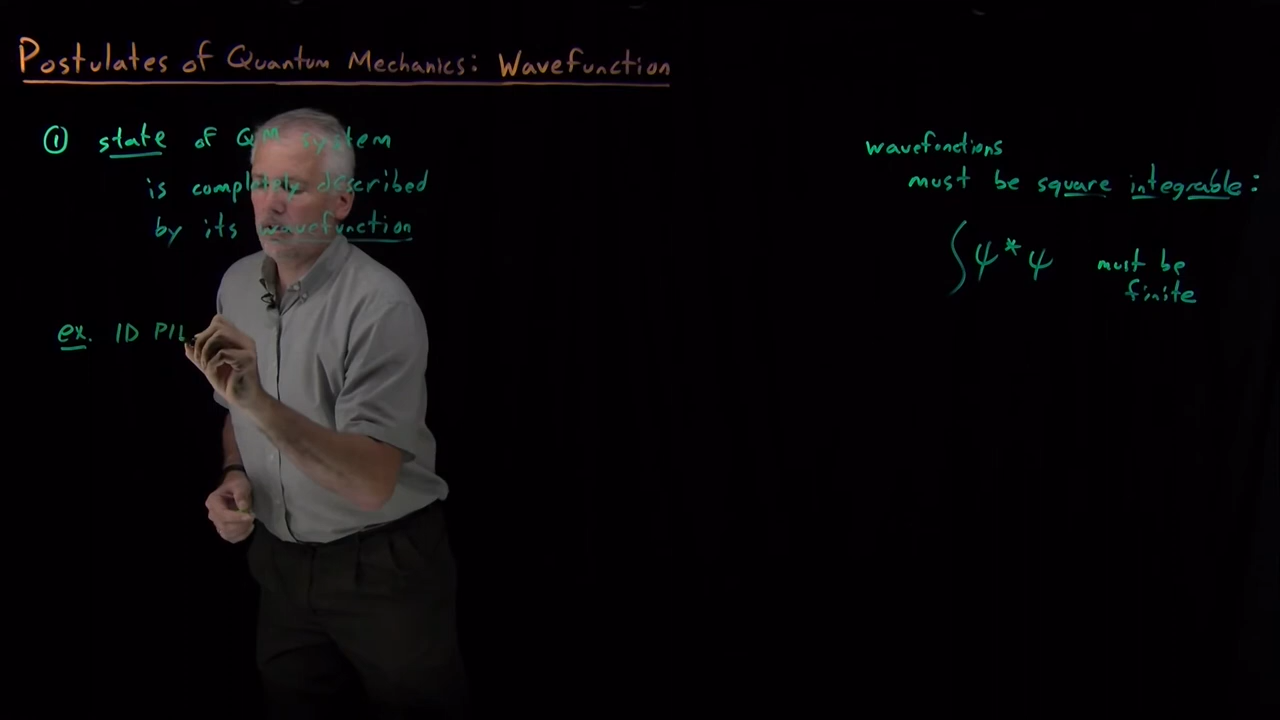 Postulates of Quantum Mechanics: Wavefunction
① state of QM system
is completely described
by its wavefunction
ex. 1D PIB
wavefunctions
must be square integrable:
∫ψ*ψ must be
finite